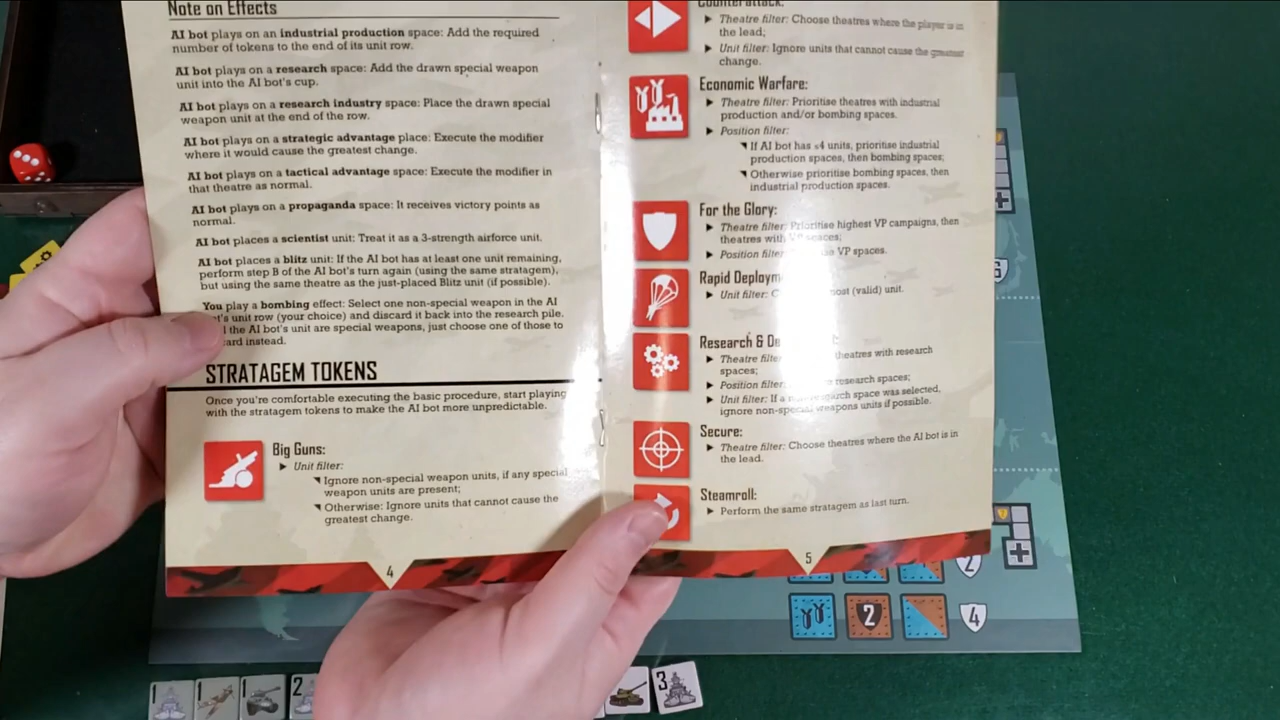 Note on Effects
AI bot plays on an industrial production space: Add the required
number of tokens to the end of its unit row.
AI bot plays on a research space: Add the drawn special weapon
unit into the AI bot's cup.
AI bot plays on a research industry space: Place the drawn special
weapon unit at the end of the row.
AI bot plays on a strategic advantage place: Execute the modifier
where it would cause the greatest change.
AI bot plays on a tactical advantage space: Execute the modifier in
that theatre as normal.
AI bot plays on a propaganda space: It receives victory points as
normal.
AI bot places a scientist unit: Treat it as a 3-strength airforce unit.
AI bot places a blitz unit: If the AI bot has at least one unit remaining,
perform step B of the AI bot's turn again (using the same stratagem),
but using the same theatre as the just-placed Blitz unit (if possible).
You play a bombing effect: Select one non-special weapon in the AI
unit row (your choice) and discard it back into the research pile.
the AI bot's unit are special weapons, just choose one of those to
instead.
STRATAGEM TOKENS
Once you're comfortable executing the basic procedure, start playing
with the stratagem tokens to make the AI bot more unpredictable.
Big Guns:
► Unit filter:
◥ Ignore non-special weapon units, if any special
weapon units are present;
◥ Otherwise: Ignore units that cannot cause the
greatest change.
4
Counterattack:
► Theatre filter: Choose theatres where the player is in
the lead;
► Unit filter: Ignore units that cannot cause the greatest
change.
Economic Warfare:
► Theatre filter: Prioritise theatres with industrial
production and/or bombing spaces.
► Position filter:
◥ If AI bot has ≤4 units, prioritise industrial
production spaces, then bombing spaces;
◥ Otherwise prioritise bombing spaces, then
industrial production spaces.
For the Glory:
► Theatre filter: Prioritise highest VP campaigns, then
theatres with VP spaces;
► Position filter VP spaces.
Rapid
► Unit filter: (valid) unit.
Research &
► Theatre theatres with research
spaces;
► Position research spaces;
► Unit filter: If a research space was selected,
ignore non-special weapons units if possible.
Secure:
► Theatre filter: Choose theatres where the AI bot is in
the lead.
Steamroll:
► Perform the same stratagem as last turn.
5
6
2
2 4
1 1 1 2 3